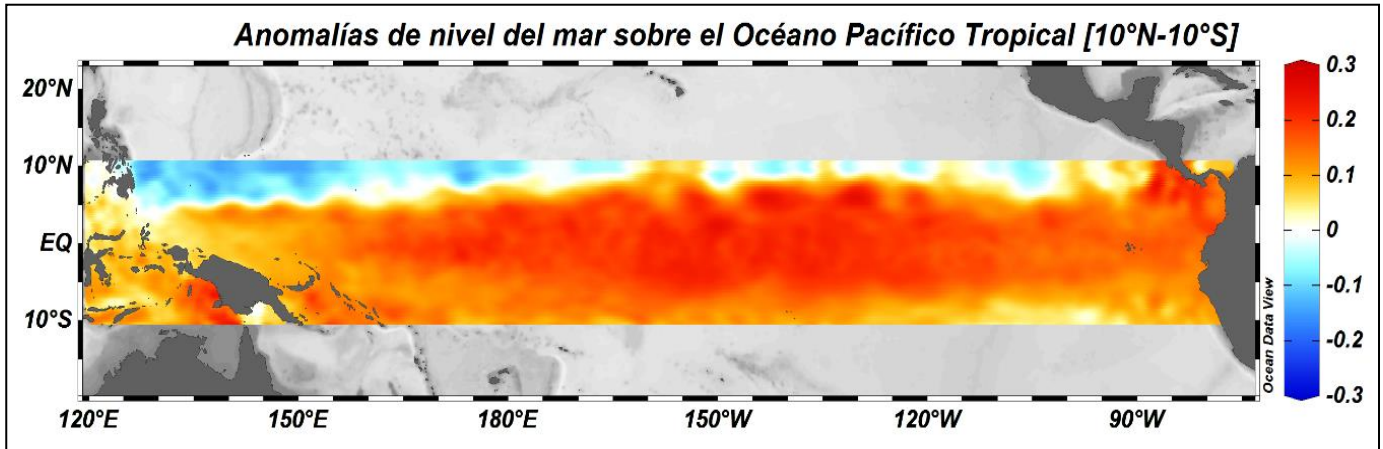 Anomalías de nivel del mar sobre el Océano Pacífico Tropical [10°N-10°S]
20°N
10°N
EQ
10°S
120°E
150°E
180°E
150°W
120°W
90°W
Ocean Data View
0.3
0.2
0.1
0
-0.1
-0.2
-0.3